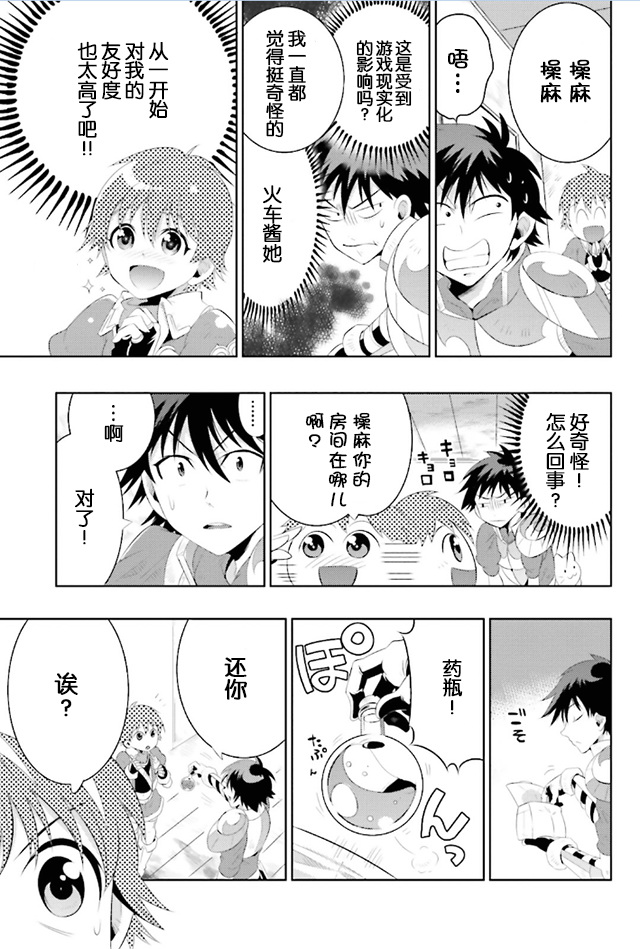 操麻
操麻
唔…
这是受到
游戏现实化
的影响吗？
我一直都
觉得挺奇怪的
火车酱她
从一开始
对我的
友好度
也太高了吧!!
好奇怪！
怎么回事？
キョロ
キョロ
操麻你的
房间在哪儿
啊？
……
…啊
对了！
ゴソ
药瓶！
ぽんっ
たぷん
还你
诶？